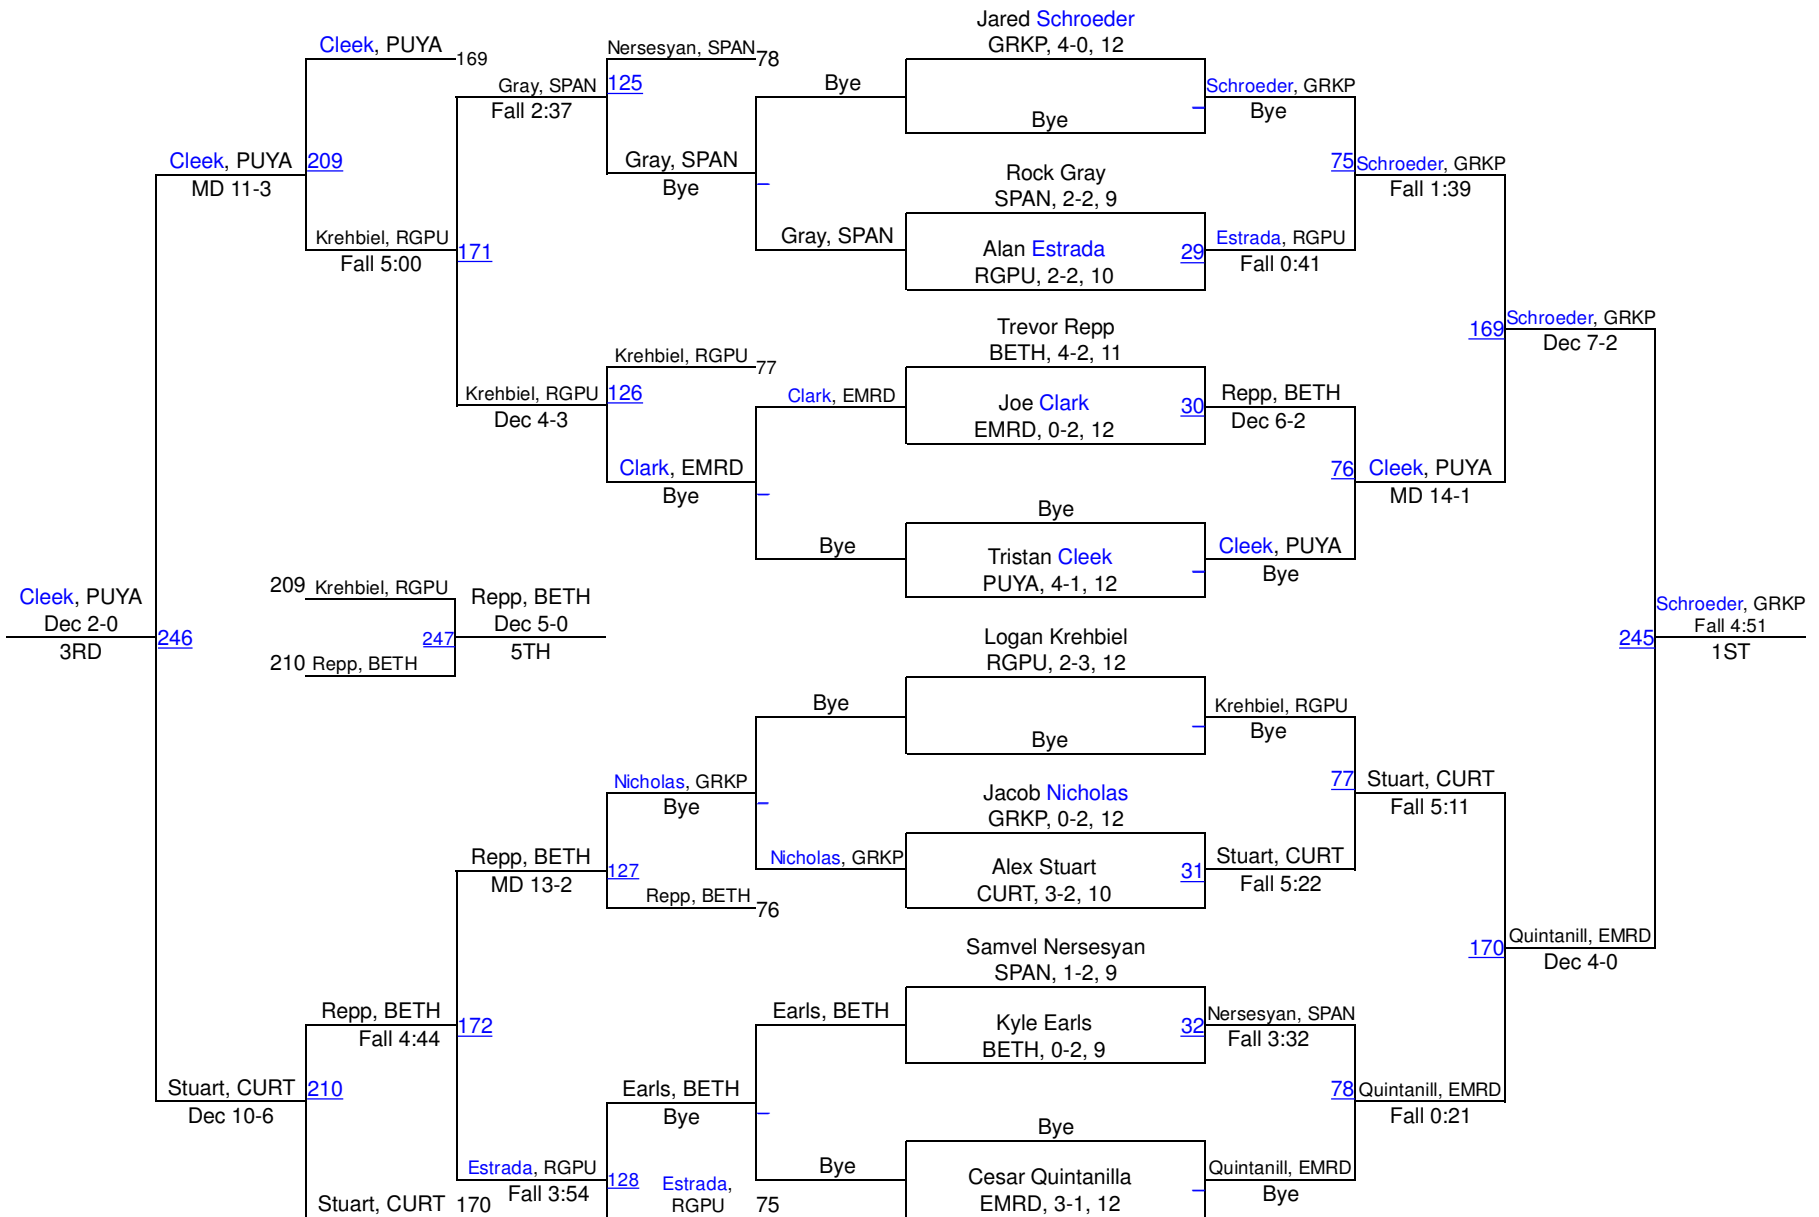 Jared Schroeder
Cleek, PUYA
169
Nersesyan, SPAN
78
GRKP, 4-0, 12
Gray, SPAN
125
Bye
Schroeder, GRKP
Fall 2:37
Bye
Bye
Cleek, PUYA
209
Gray, SPAN
Rock Gray
75
Schroeder, GRKP
MD 11-3
Bye
SPAN, 2-2, 9
Fall 1:39
Krehbiel, RGPU
171
Gray, SPAN
Alan Estrada
29
Estrada, RGPU
Fall 5:00
RGPU, 2-2, 10
Fall 0:41
Trevor Repp
169
Schroeder, GRKP
Krehbiel, RGPU
77
BETH, 4-2, 11
Dec 7-2
Krehbiel, RGPU
126
Clark, EMRD
Joe Clark
30
Repp, BETH
Dec 4-3
EMRD, 0-2, 12
Dec 6-2
Clark, EMRD
76
Cleek, PUYA
Bye
Bye
MD 14-1
Bye
Tristan Cleek
Cleek, PUYA
PUYA, 4-1, 12
Bye
Cleek, PUYA
209
Krehbiel, RGPU
Repp, BETH
Schroeder, GRKP
Dec 2-0
246
247
Dec 5-0
Logan Krehbiel
245
Fall 4:51
3RD
210
Repp, BETH
5TH
RGPU, 2-3, 12
1ST
Bye
Krehbiel, RGPU
Bye
Bye
Nicholas, GRKP
Jacob Nicholas
77
Stuart, CURT
Bye
GRKP, 0-2, 12
Fall 5:11
Repp, BETH
127
Nicholas, GRKP
Alex Stuart
31
Stuart, CURT
MD 13-2
Repp, BETH
76
CURT, 3-2, 10
Fall 5:22
Samvel Nersesyan
170
Quintanill, EMRD
SPAN, 1-2, 9
Dec 4-0
Repp, BETH
172
Earls, BETH
Kyle Earls
32
Nersesyan, SPAN
Fall 4:44
BETH, 0-2, 9
Fall 3:32
Stuart, CURT
210
Earls, BETH
78
Quintanill, EMRD
Dec 10-6
Bye
Bye
Fall 0:21
Estrada, RGPU
128
Bye
Cesar Quintanilla
Quintanill, EMRD
Fall 3:54
Estrada,
RGPU
75
EMRD, 3-1, 12
Bye
Stuart, CURT
170